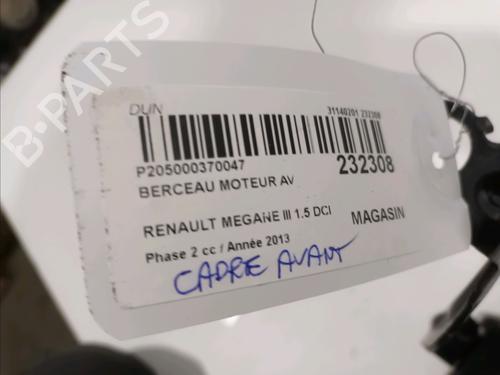 B-PARTS
DUN
31140201 232308
P205000370047
232308
BERCEAU MOTEUR AV
RENAULT MEGANE III 1.5 DCI
MAGASIN
Phase 2 cc / Année 2013
CADRE AVANT